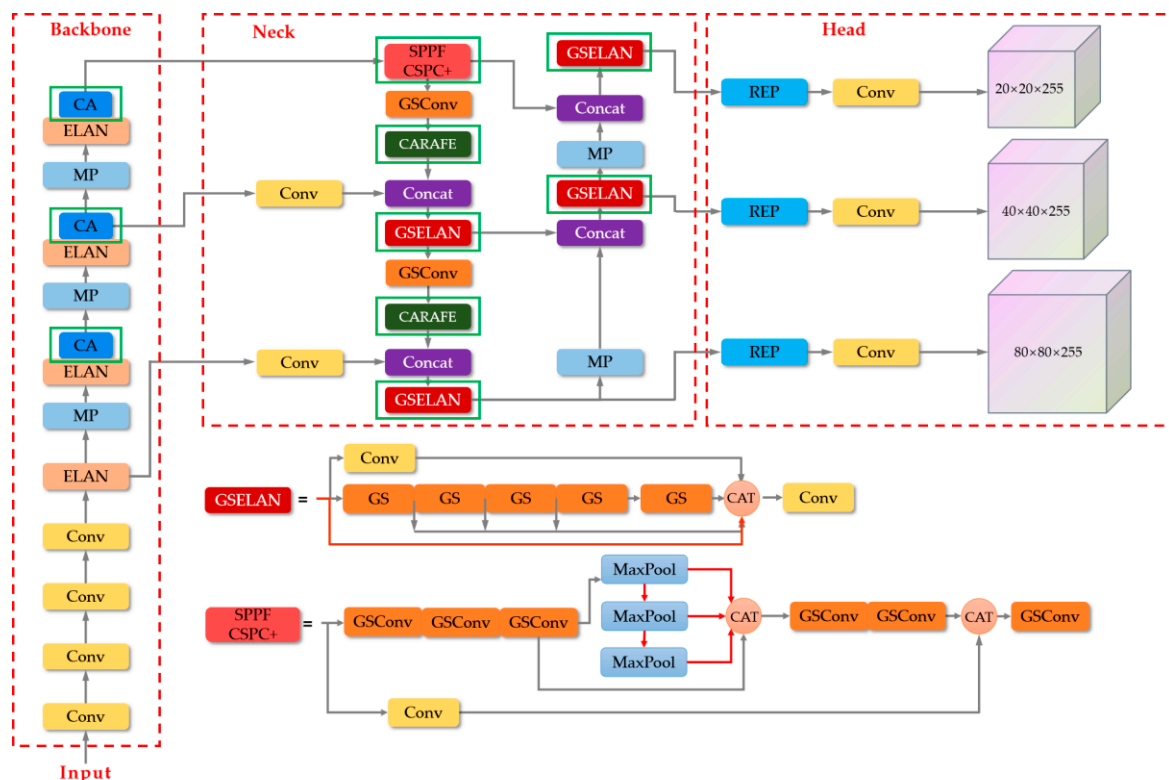 Backbone
CA
ELAN
MP
CA
ELAN
MP
CA
ELAN
MP
ELAN
Conv
Conv
Conv
Conv
Input
Neck
SPPF
CSPC+
GSConv
CARAFE
Conv
Concat
GSELAN
GSConv
CARAFE
Conv
Concat
GSELAN
GSELAN
Concat
MP
GSELAN
Concat
MP
Head
REP
Conv
20×20×255
REP
Conv
40×40×255
REP
Conv
80×80×255
GSELAN
=
Conv
GS
GS
GS
GS
GS
CAT
Conv
SPPF
CSPC+
=
GSConv
GSConv
GSConv
MaxPool
MaxPool
MaxPool
CAT
GSConv
GSConv
CAT
GSConv
Conv